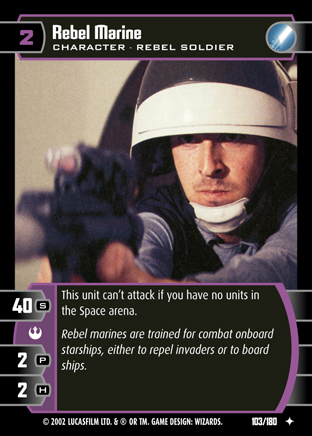 2
Rebel Marine
CHARACTER · REBEL SOLDIER
40 S
This unit can't attack if you have no units in
the Space arena.
Rebel marines are trained for combat onboard
starships, either to repel invaders or to board
ships.
2 P
2 H
© 2002 LUCASFILM LTD. & ® OR TM. GAME DESIGN: WIZARDS.
103/180